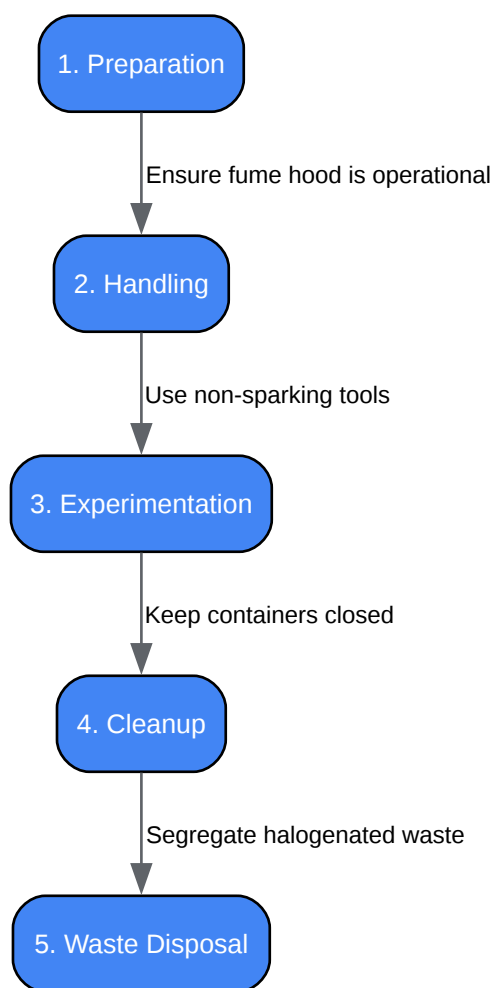 1. Preparation
Ensure fume hood is operational
2. Handling
Use non-sparking tools
3. Experimentation
Keep containers closed
4. Cleanup
Segregate halogenated waste
5. Waste Disposal